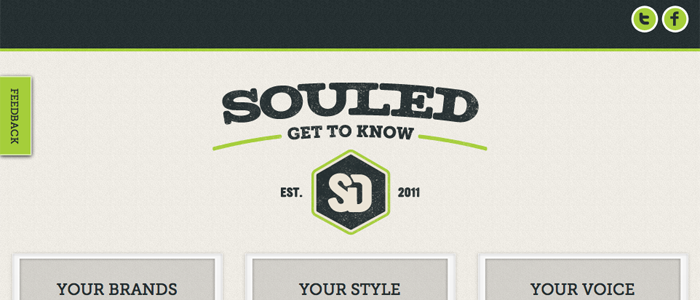 t f
FEEDBACK
SOULED
GET TO KNOW
EST. SD 2011
YOUR BRANDS YOUR STYLE YOUR VOICE